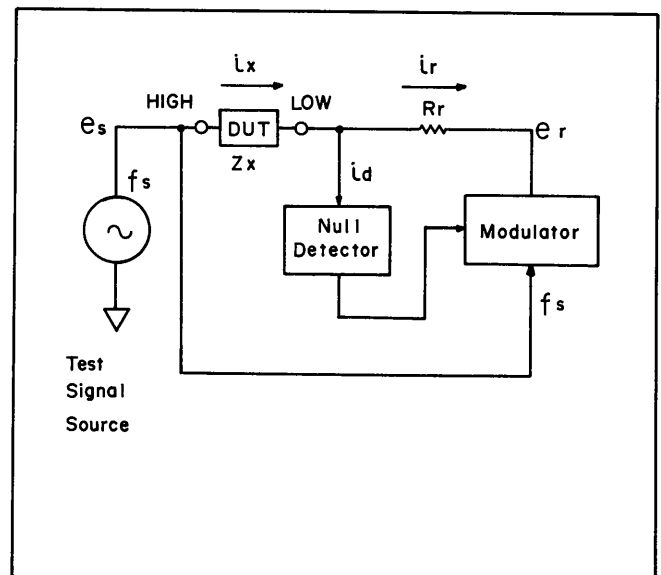 ix
ir
HIGH
LOW
Rr
es
DUT
er
Zx
fs
id
Null
Detector
Modulator
fs
Test
Signal
Source